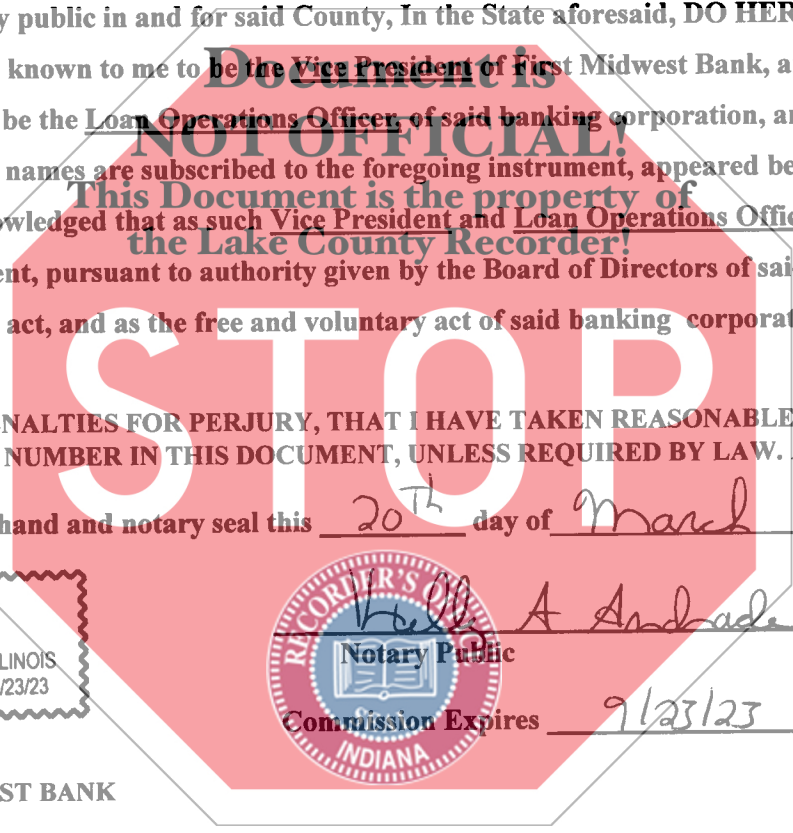 y public in and for said County, In the State aforesaid, DO HER
Document is
known to me to be the Vice President of First Midwest Bank, a
be the Loan Operations Officer, of said banking corporation, an
NOT OFFICIAL!
names are subscribed to the foregoing instrument, appeared be
This Document is the property of
owledged that as such Vice President and Loan Operations Offic
the Lake County Recorder!
ent, pursuant to authority given by the Board of Directors of said
act, and as the free and voluntary act of said banking corporat
STOP
ENALTIES FOR PERJURY, THAT I HAVE TAKEN REASONABLE
NUMBER IN THIS DOCUMENT, UNLESS REQUIRED BY LAW.
hand and notary seal this 20Th day of March
RECORDER'S OFFICE
Kelly A Andrade
Notary Public
LINOIS
/23/23
Commission Expires 9/23/23
INDIANA
ST BANK